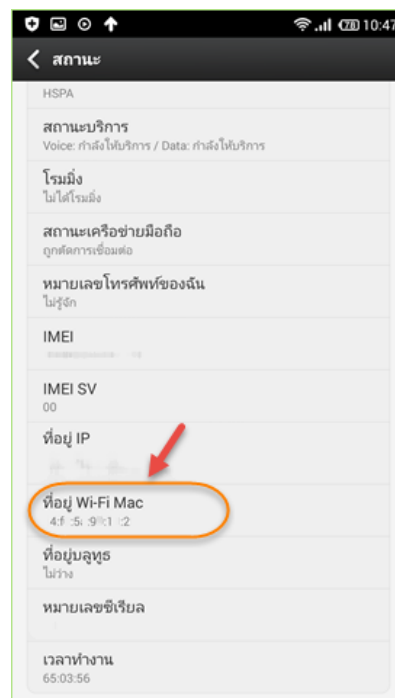 78 10:47
สถานะ
HSPA
สถานะบริการ
Voice: กำลังให้บริการ / Data: กำลังให้บริการ
โรมมิ่ง
ไม่ได้โรมมิ่ง
สถานะเครือข่ายมือถือ
ถูกตัดการเชื่อมต่อ
หมายเลขโทรศัพท์ของฉัน
ไม่รู้จัก
IMEI
IMEI SV
00
ที่อยู่ IP
ที่อยู่ Wi-Fi Mac
ที่อยู่บลูทูธ
ไม่ว่าง
หมายเลขซีเรียล
เวลาทำงาน
65:03:56